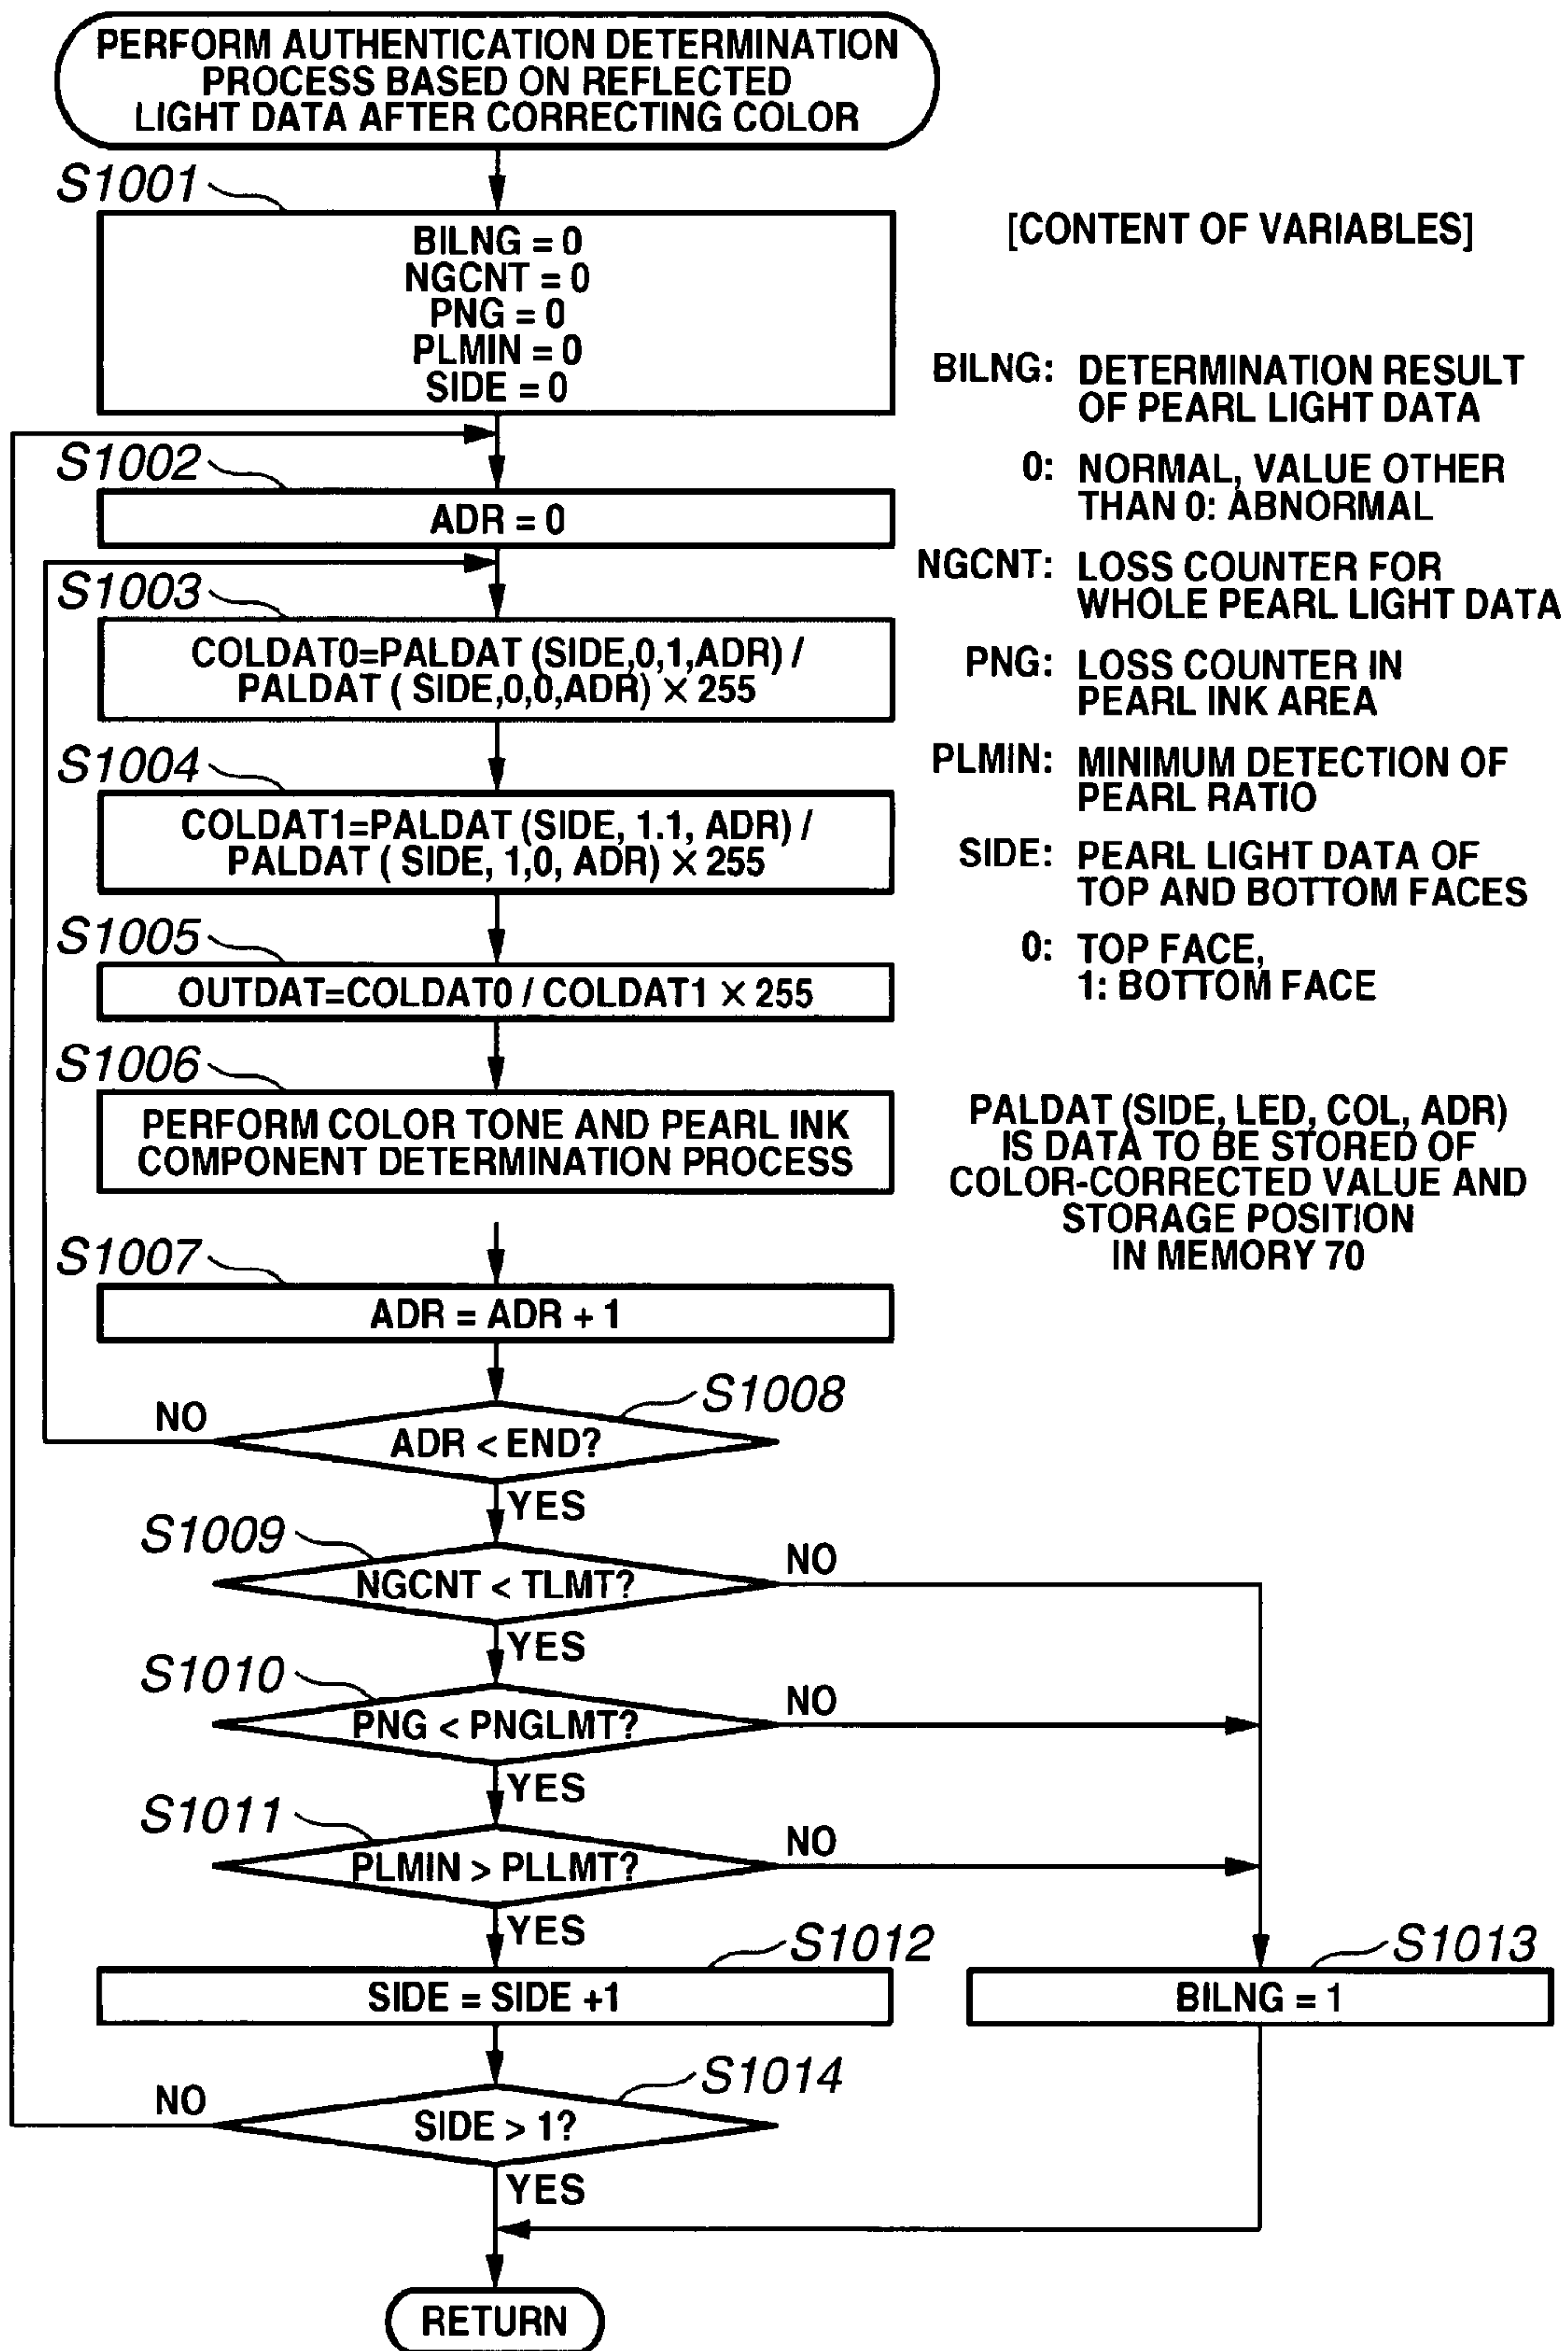 PERFORM AUTHENTICATION DETERMINATION
PROCESS BASED ON REFLECTED
LIGHT DATA AFTER CORRECTING COLOR
S1001
BILNG = 0
NGCNT = 0
PNG = 0
PLMIN = 0
SIDE = 0
S1002
ADR = 0
S1003
COLDAT0=PALDAT (SIDE,0,1,ADR) /
PALDAT ( SIDE,0,0,ADR) × 255
S1004
COLDAT1=PALDAT (SIDE, 1.1, ADR) /
PALDAT ( SIDE, 1,0, ADR) × 255
S1005
OUTDAT=COLDAT0 / COLDAT1 × 255
S1006
PERFORM COLOR TONE AND PEARL INK
COMPONENT DETERMINATION PROCESS
S1007
ADR = ADR + 1
S1008
ADR < END?
NO
YES
S1009
NGCNT < TLMT?
NO
YES
S1010
PNG < PNGLMT?
NO
YES
S1011
PLMIN > PLLMT?
NO
YES
S1012
SIDE = SIDE +1
S1013
BILNG = 1
S1014
SIDE > 1?
NO
YES
RETURN
[CONTENT OF VARIABLES]
BILNG: DETERMINATION RESULT
OF PEARL LIGHT DATA
0: NORMAL, VALUE OTHER
THAN 0: ABNORMAL
NGCNT: LOSS COUNTER FOR
WHOLE PEARL LIGHT DATA
PNG: LOSS COUNTER IN
PEARL INK AREA
PLMIN: MINIMUM DETECTION OF
PEARL RATIO
SIDE: PEARL LIGHT DATA OF
TOP AND BOTTOM FACES
0: TOP FACE,
1: BOTTOM FACE
PALDAT (SIDE, LED, COL, ADR)
IS DATA TO BE STORED OF
COLOR-CORRECTED VALUE AND
STORAGE POSITION
IN MEMORY 70